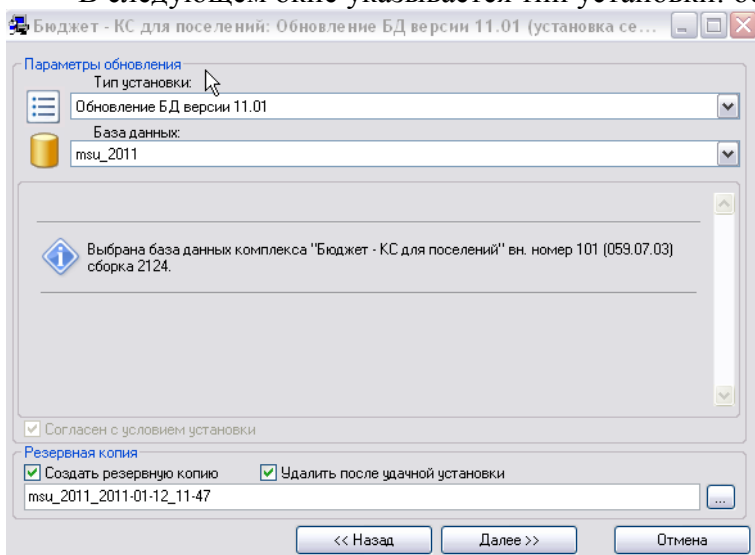 В следующем окне указывается тип установки:
Бюджет - КС для поселений: Обновление БД версии 11.01 (установка се...
Параметры обновления
Тип установки:
Обновление БД версии 11.01
База данных:
msu_2011
Выбрана база данных комплекса "Бюджет - КС для поселений" вн. номер 101 (059.07.03)
сборка 2124.
Согласен с условием установки
Резервная копия
Создать резервную копию Удалить после удачной установки
msu_2011_2011-01-12_11-47
...
<< Назад Далее >> Отмена